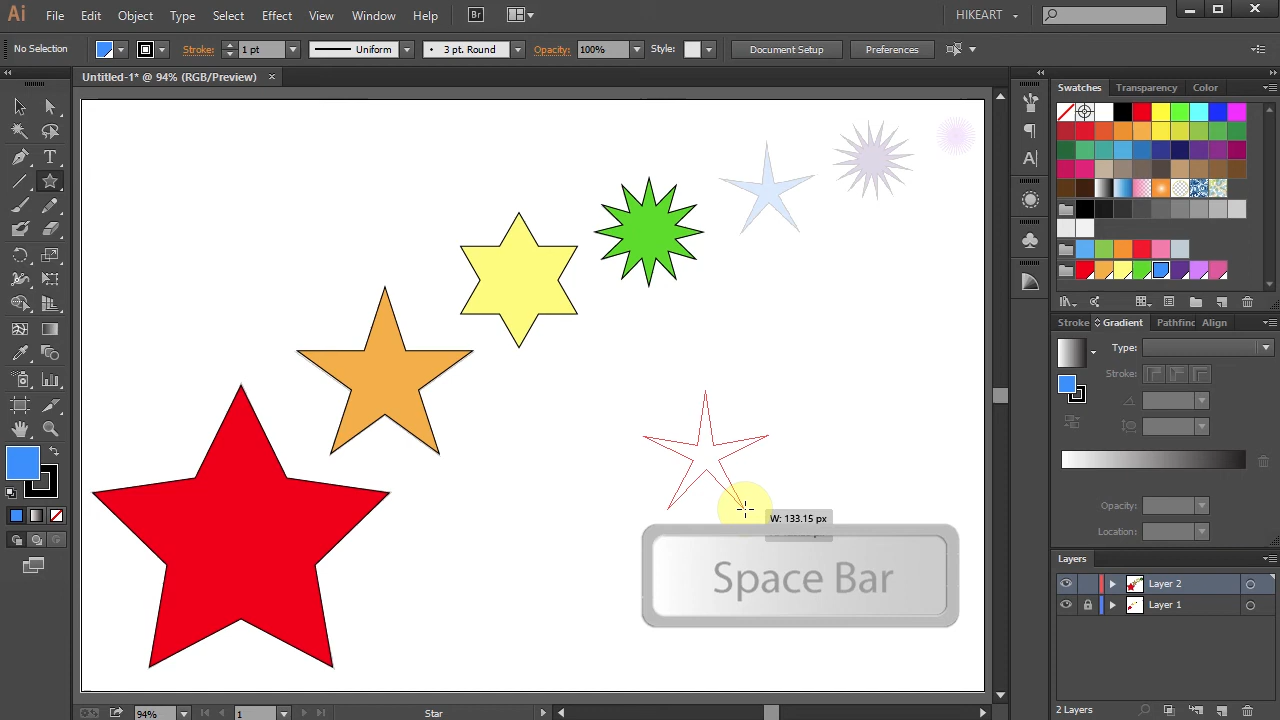 Ai File Edit Object Type Select Effect View Window Help Br HIKEART
No Selection Stroke: 1 pt Uniform 3 pt. Round Opacity: 100% Style: Document Setup Preferences
Untitled-1* @ 94% (RGB/Preview)
Swatches Transparency Color
Stroke Gradient Pathfinc Align
Type:
Stroke:
W: 133.15 px
Space Bar
Opacity:
Location:
Layers
Layer 2
Layer 1
94% 1 Star 2 Layers